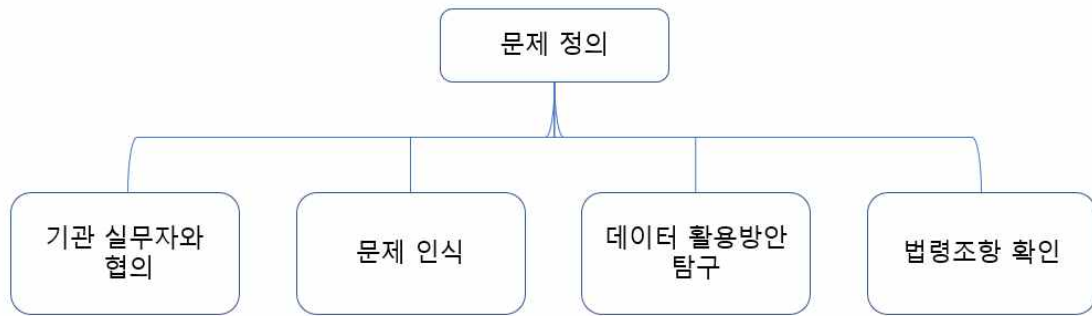 문제 정의
기관 실무자와
협의
문제 인식
데이터 활용방안
탐구
법령조항 확인